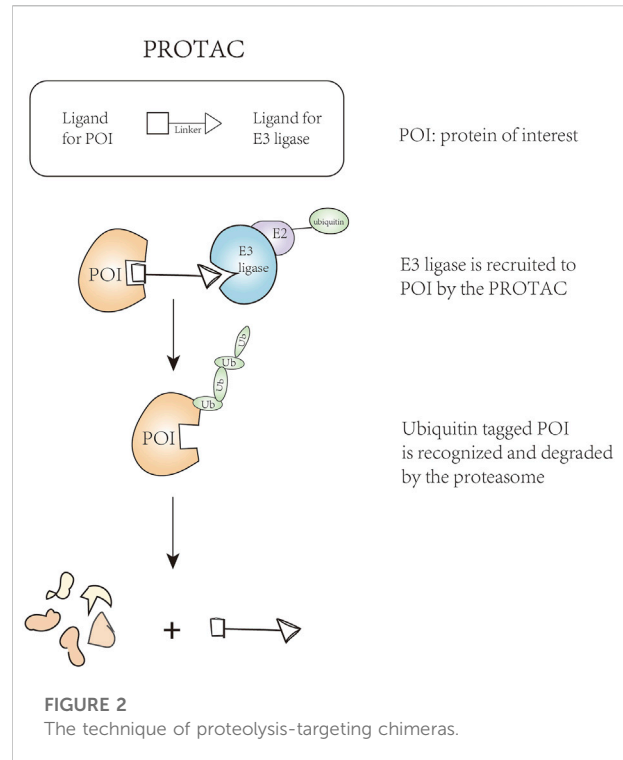 PROTAC
Ligand
for POI
Linker
Ligand for
E3 ligase
POI: protein of interest
POI
E3
ligase
E2
ubiquitin
E3 ligase is recruited to
POI by the PROTAC
Ub
Ub
Ub
Ub
POI
Ubiquitin tagged POI
is recognized and degraded
by the proteasome
+
FIGURE 2
The technique of proteolysis-targeting chimeras.